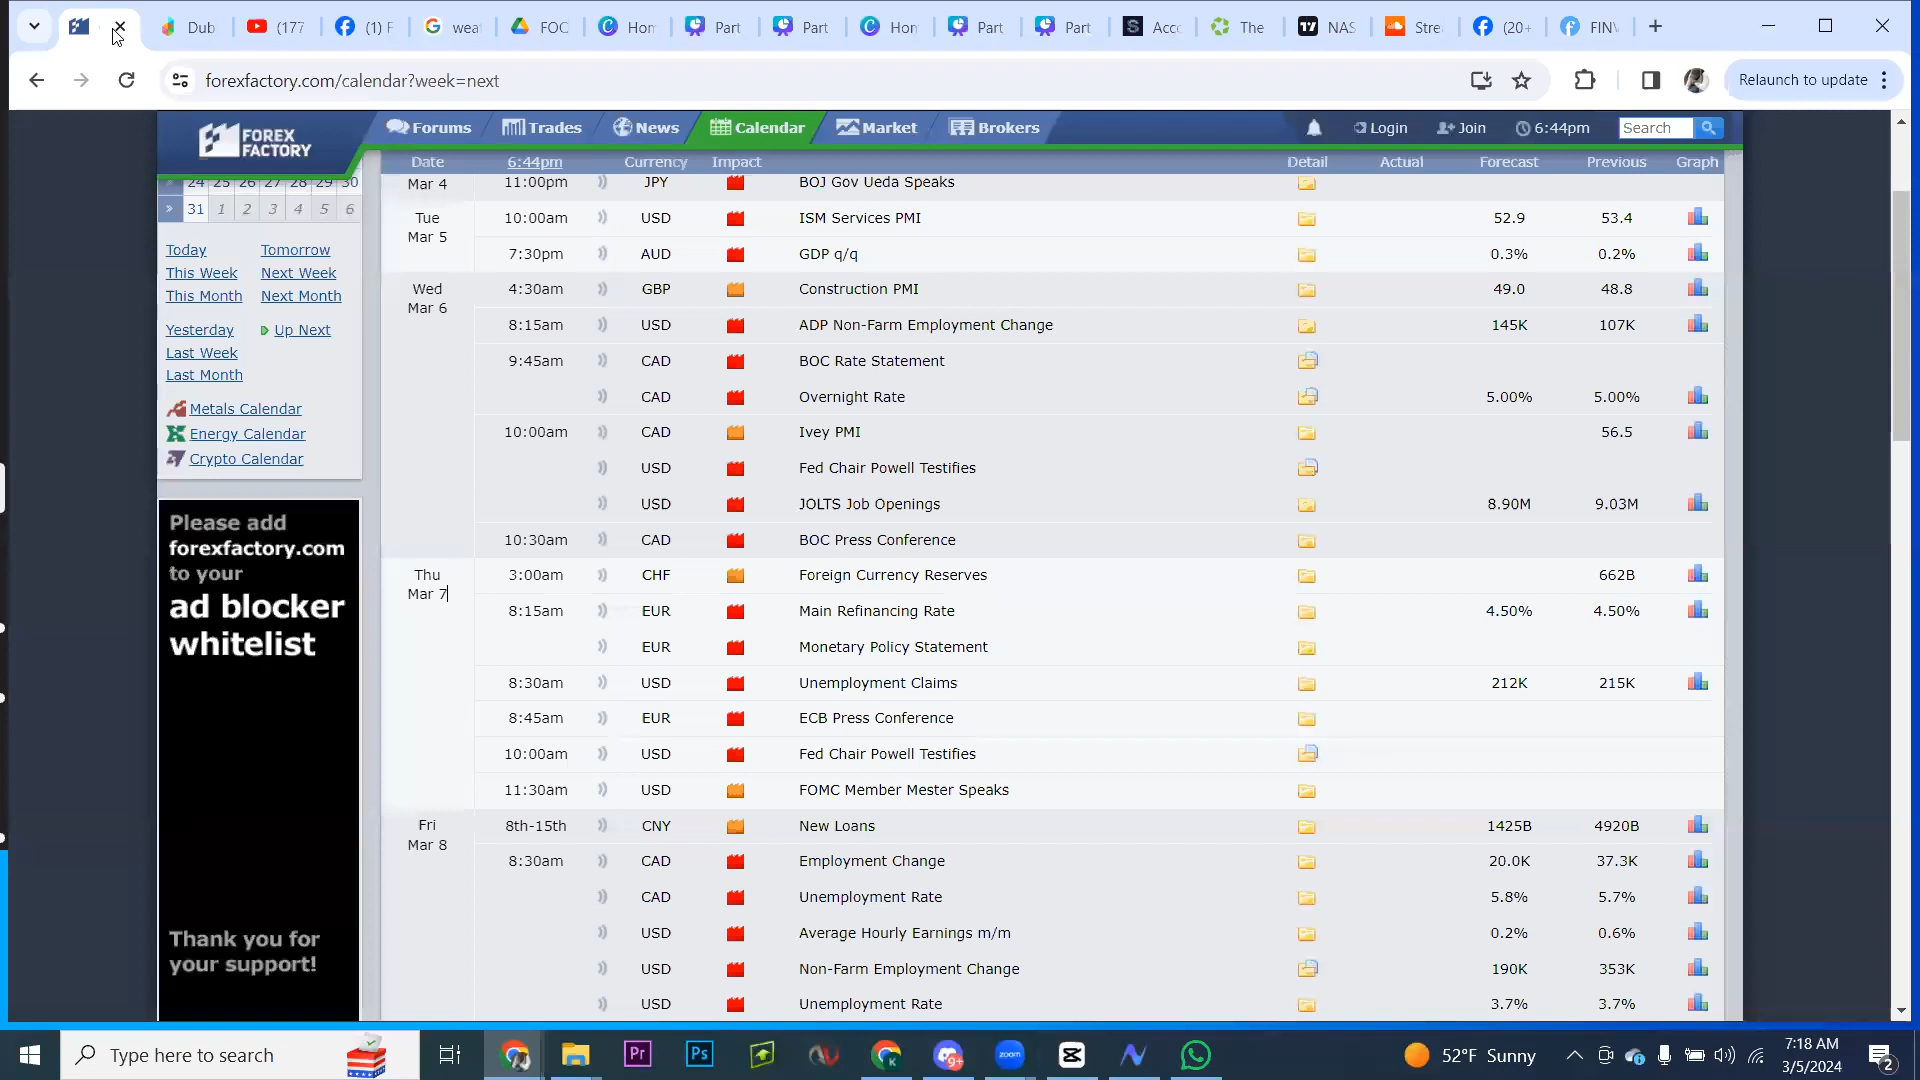 Dub
(177
(1) F
weat
FOC
Hon
Part
Part
Hon
Part
Part
Acco
The
NAS
Stre
(20+
FINV
forexfactory.com/calendar?week=next
Relaunch to update
FOREX
FACTORY
Forums
Trades
News
Calendar
Market
Brokers
Login
Join
6:44pm
Search
Date 6:44pm Currency Impact Detail Actual Forecast Previous Graph
24 25 26 27 28 29 30
» 31 1 2 3 4 5 6
Today Tomorrow
This Week Next Week
This Month Next Month
Yesterday Up Next
Last Week
Last Month
Metals Calendar
Energy Calendar
Crypto Calendar
Please add
forexfactory.com
to your
ad blocker
whitelist
Thank you for
your support!
Mar 4 11:00pm JPY BOJ Gov Ueda Speaks
Tue
Mar 5
10:00am USD ISM Services PMI 52.9 53.4
7:30pm AUD GDP q/q 0.3% 0.2%
Wed
Mar 6
4:30am GBP Construction PMI 49.0 48.8
8:15am USD ADP Non-Farm Employment Change 145K 107K
9:45am CAD BOC Rate Statement
CAD Overnight Rate 5.00% 5.00%
10:00am CAD Ivey PMI 56.5
USD Fed Chair Powell Testifies
USD JOLTS Job Openings 8.90M 9.03M
10:30am CAD BOC Press Conference
Thu
Mar 7
3:00am CHF Foreign Currency Reserves 662B
8:15am EUR Main Refinancing Rate 4.50% 4.50%
EUR Monetary Policy Statement
8:30am USD Unemployment Claims 212K 215K
8:45am EUR ECB Press Conference
10:00am USD Fed Chair Powell Testifies
11:30am USD FOMC Member Mester Speaks
Fri
Mar 8
8th-15th CNY New Loans 1425B 4920B
8:30am CAD Employment Change 20.0K 37.3K
CAD Unemployment Rate 5.8% 5.7%
USD Average Hourly Earnings m/m 0.2% 0.6%
USD Non-Farm Employment Change 190K 353K
USD Unemployment Rate 3.7% 3.7%
Type here to search
Pr
Ps
K
9+
zoom
52°F Sunny
7:18 AM
3/5/2024
2